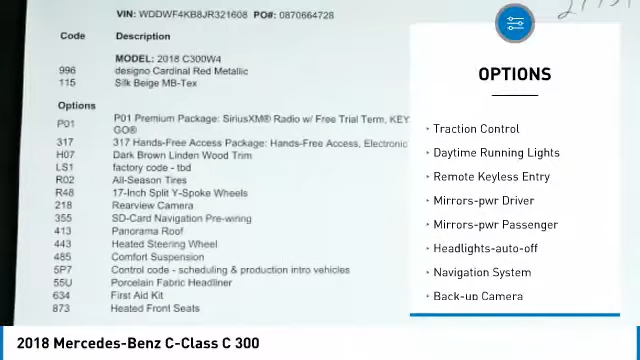 VIN: WDDWF4KB8JR321608 PO#: 0870664728
Code Description
MODEL: 2018 C300W4
996 designo Cardinal Red Metallic
115 Silk Beige MB-Tex
Options
P01 P01 Premium Package: SiriusXM® Radio w/ Free Trial Term, KEY
GO®
317 317 Hands-Free Access Package: Hands-Free Access, Electronic
H07 Dark Brown Linden Wood Trim
LS1 factory code - tbd
R02 All-Season Tires
R48 17-Inch Split Y-Spoke Wheels
218 Rearview Camera
355 SD-Card Navigation Pre-wiring
413 Panorama Roof
443 Heated Steering Wheel
485 Comfort Suspension
5P7 Control code - scheduling & production intro vehicles
55U Porcelain Fabric Headliner
634 First Aid Kit
873 Heated Front Seats
OPTIONS
Traction Control
Daytime Running Lights
Remote Keyless Entry
Mirrors-pwr Driver
Mirrors-pwr Passenger
Headlights-auto-off
Navigation System
Back-up Camera
2018 Mercedes-Benz C-Class C 300